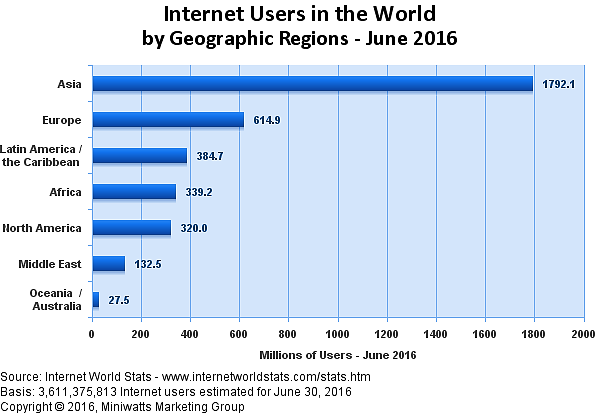 Internet Users in the World
by Geographic Regions - June 2016
Asia
1792.1
Europe
614.9
Latin America /
the Caribbean
384.7
Africa
339.2
North America
320.0
Middle East
132.5
Oceania /
Australia
27.5
0 200 400 600 800 1000 1200 1400 1600 1800 2000
Millions of Users - June 2016
Source: Internet World Stats - www.internetworldstats.com/stats.htm
Basis: 3,611,375,813 Internet users estimated for June 30, 2016
Copyright © 2016, Miniwatts Marketing Group